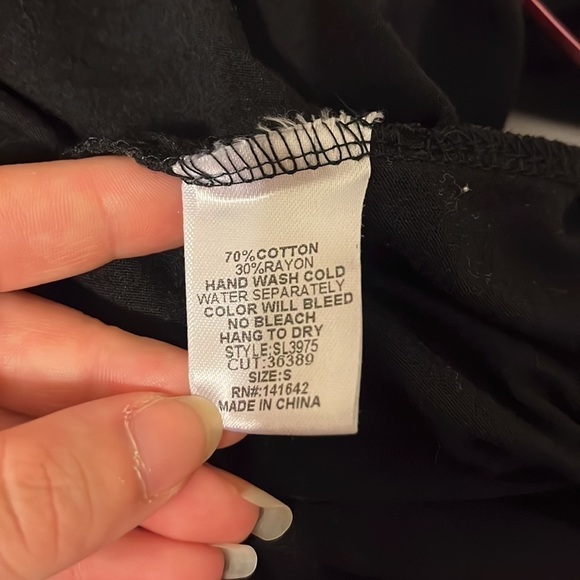 70%COTTON
30%RAYON
HAND WASH COLD
WATER SEPARATELY
COLOR WILL BLEED
NO BLEACH
HANG TO DRY
STYLE:SL3975
CUT:36389
SIZE:S
RN#:141642
MADE IN CHINA